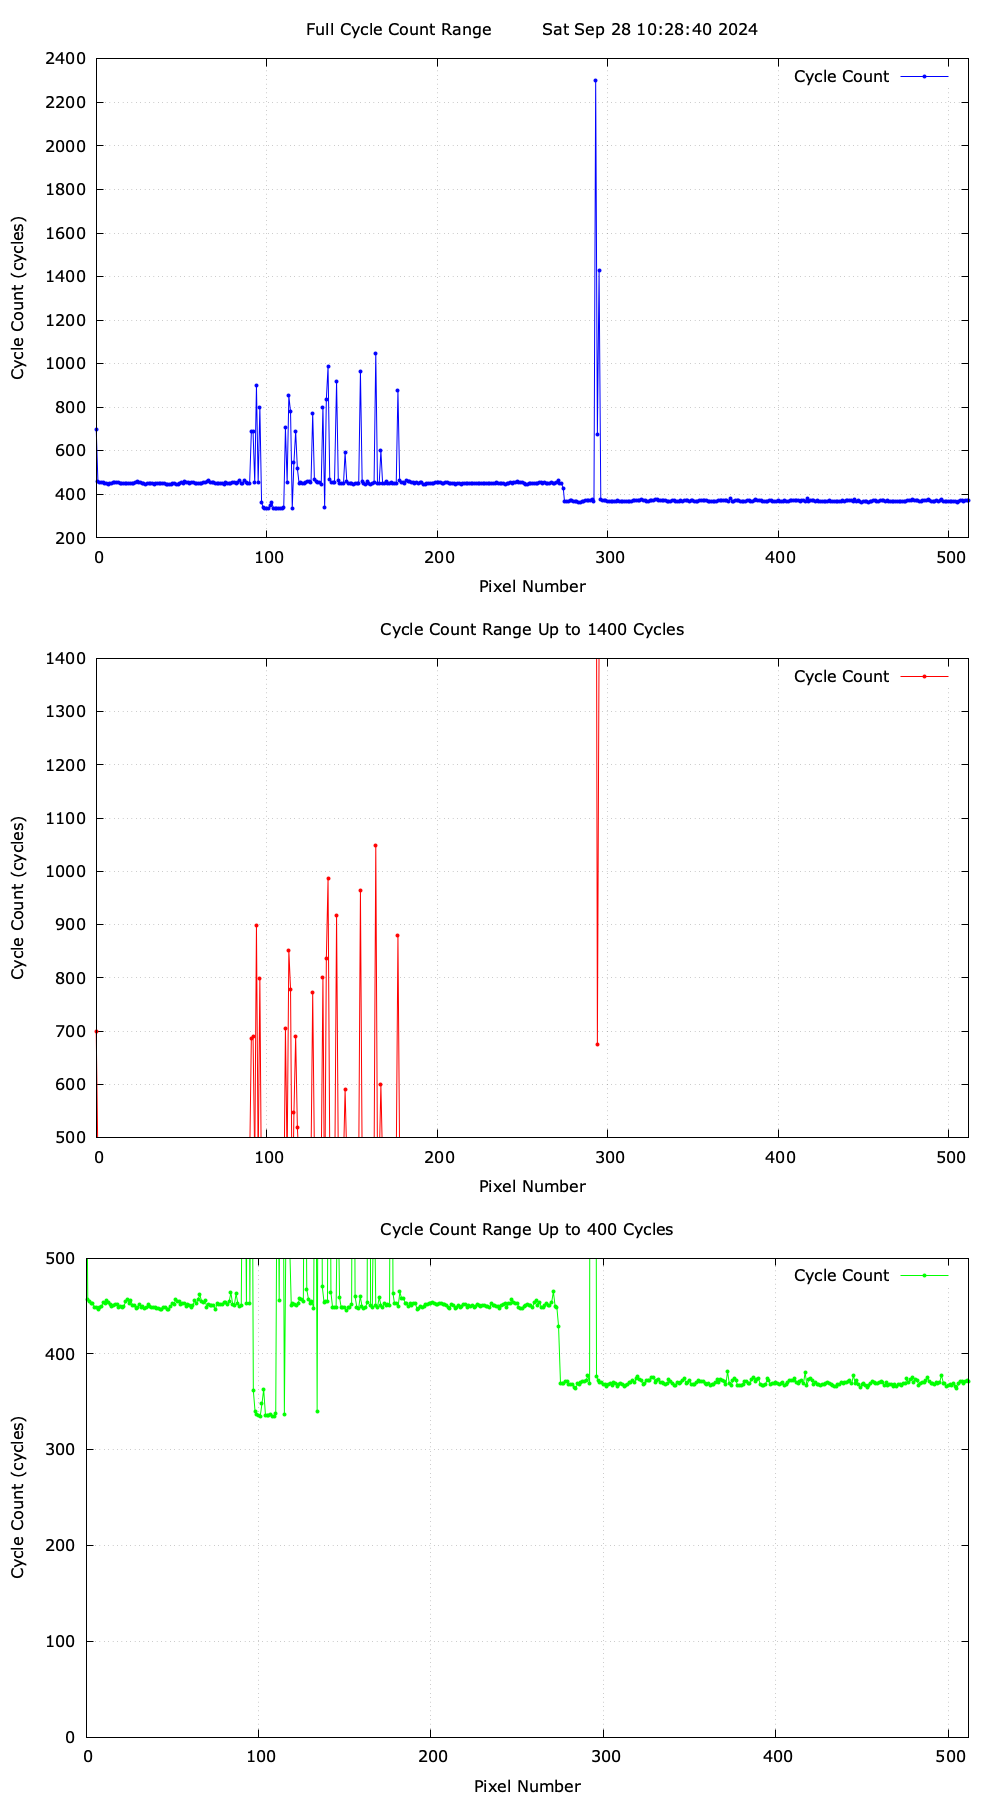 Full Cycle Count Range Sat Sep 28 10:28:40 2024
Cycle Count
2400
2200
2000
1800
1600
1400
1200
1000
800
600
400
200
Cycle Count (cycles)
0 100 200 300 400 500
Pixel Number
Cycle Count Range Up to 1400 Cycles
Cycle Count
1400
1300
1200
1100
1000
900
800
700
600
500
Cycle Count (cycles)
0 100 200 300 400 500
Pixel Number
Cycle Count Range Up to 400 Cycles
Cycle Count
500
400
300
200
100
0
Cycle Count (cycles)
0 100 200 300 400 500
Pixel Number